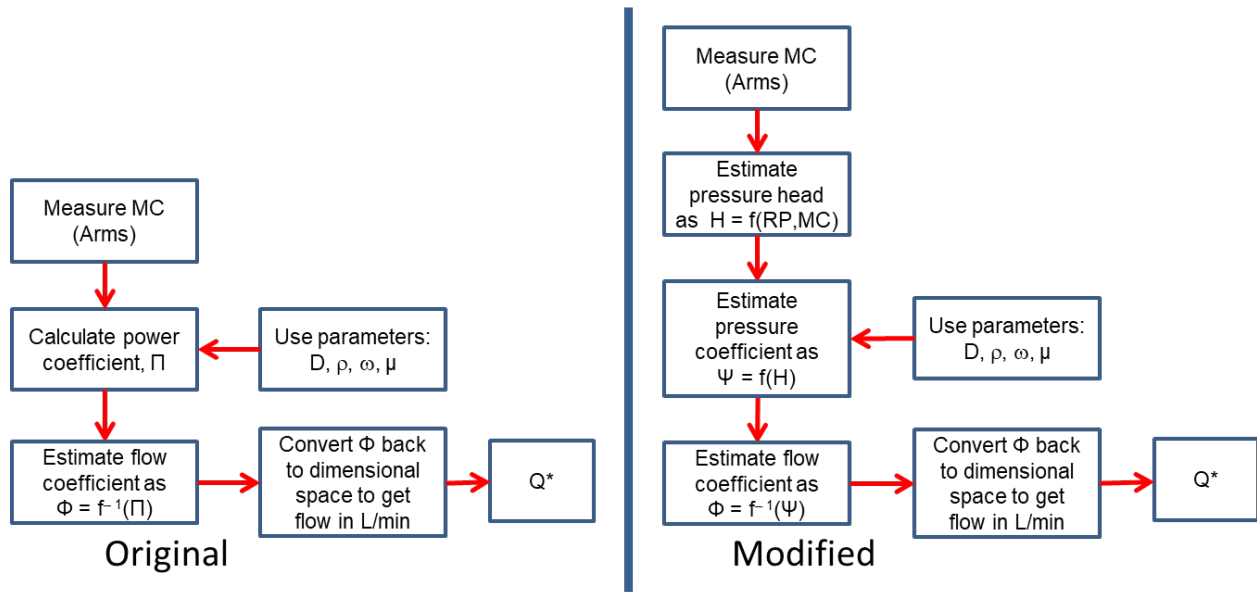 Measure MC
(Arms)
Calculate power
coefficient, Π
Use parameters:
D, ρ, ω, μ
Estimate flow
coefficient as
Φ = f⁻¹(Π)
Convert Φ back
to dimensional
space to get
flow in L/min
Q*
Original
Measure MC
(Arms)
Estimate
pressure head
as H = f(RP,MC)
Estimate
pressure
coefficient as
Ψ = f(H)
Use parameters:
D, ρ, ω, μ
Estimate flow
coefficient as
Φ = f⁻¹(Ψ)
Convert Φ back
to dimensional
space to get
flow in L/min
Q*
Modified